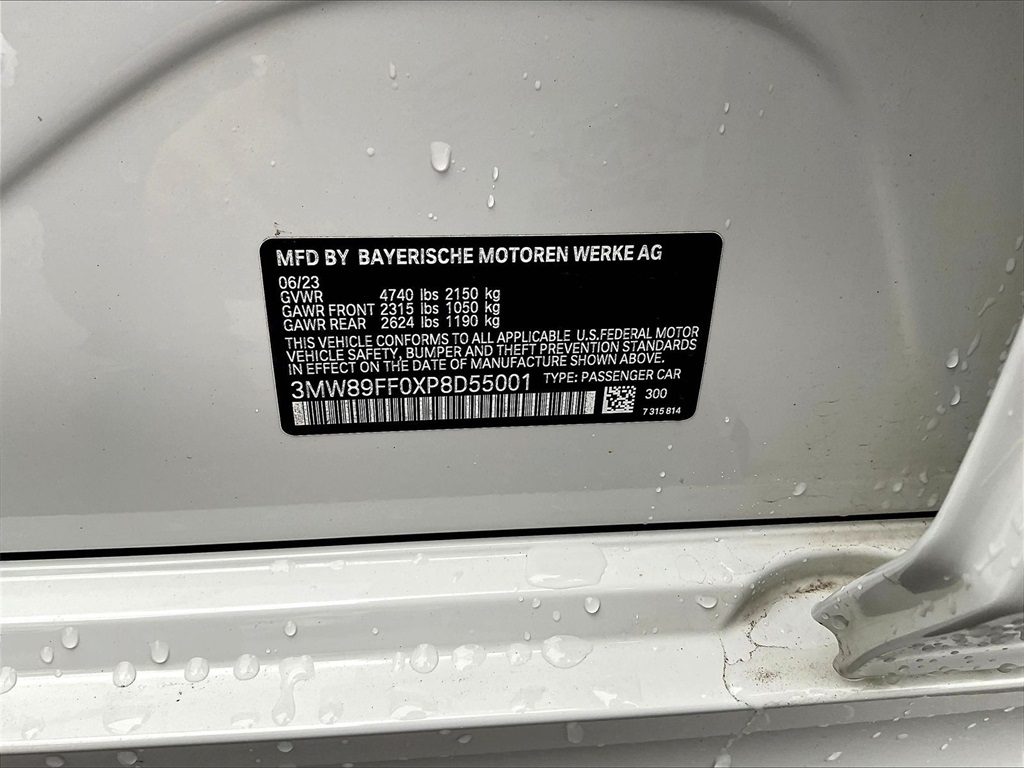 MFD BY BAYERISCHE MOTOREN WERKE AG
06/23
GVWR 4740 lbs 2150 kg
GAWR FRONT 2315 lbs 1050 kg
GAWR REAR 2624 lbs 1190 kg
THIS VEHICLE CONFORMS TO ALL APPLICABLE U.S.FEDERAL MOTOR
VEHICLE SAFETY, BUMPER AND THEFT PREVENTION STANDARDS
IN EFFECT ON THE DATE OF MANUFACTURE SHOWN ABOVE.
3MW89FF0XP8D55001 TYPE: PASSENGER CAR
300
7 315 814